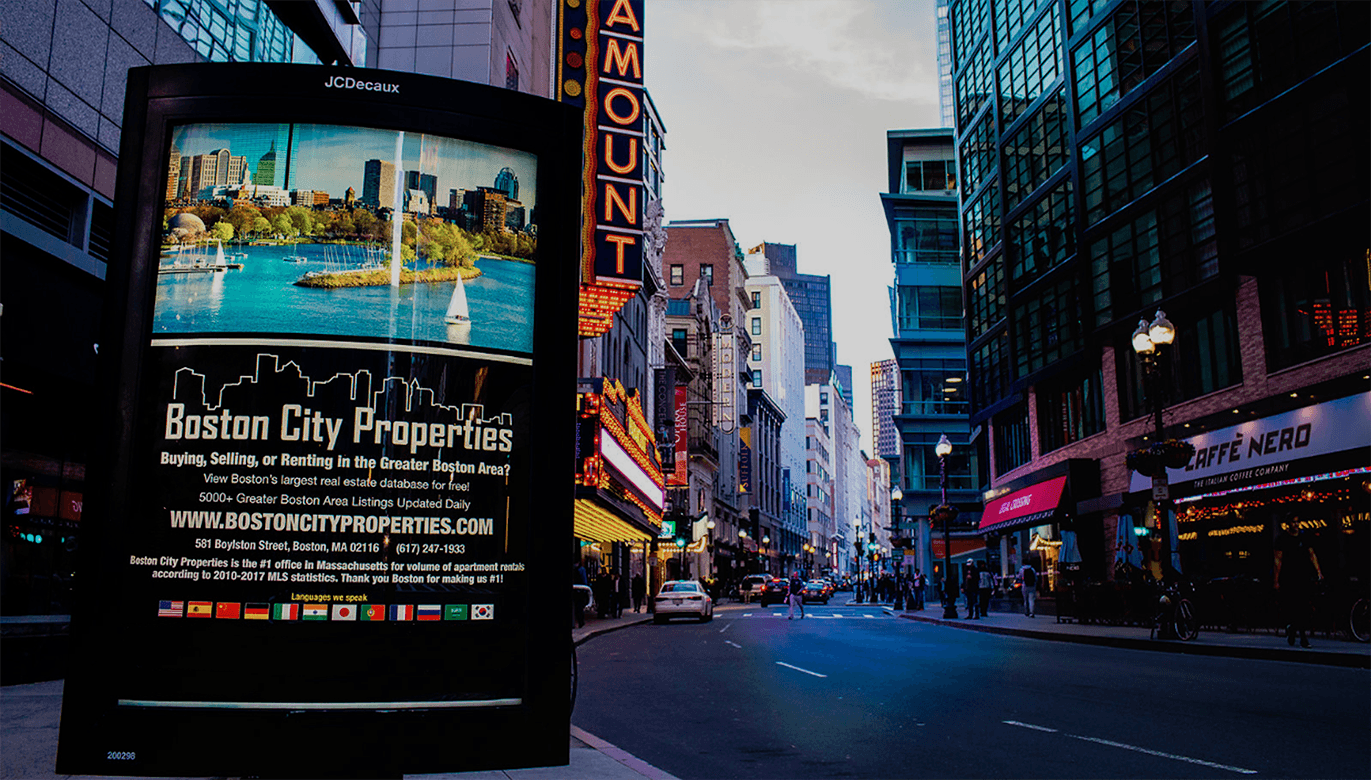 JCDecaux
Boston City Properties
Buying, Selling, or Renting in the Greater Boston Area?
View Boston's largest real estate database for free!
5000+ Greater Boston Area Listings Updated Daily
WWW.BOSTONCITYPROPERTIES.COM
581 Boylston Street, Boston, MA 02116 (617) 247-1933
Boston City Properties is the #1 office in Massachusetts for volume of apartment rentals
according to 2010-2017 MLS statistics. Thank you Boston for making us #1!
Languages we speak
200298
AMOUNT
OPERA
HOUSE
LEGAL CROSSING
CAFFÈ NERO
THE ITALIAN COFFEE COMPANY